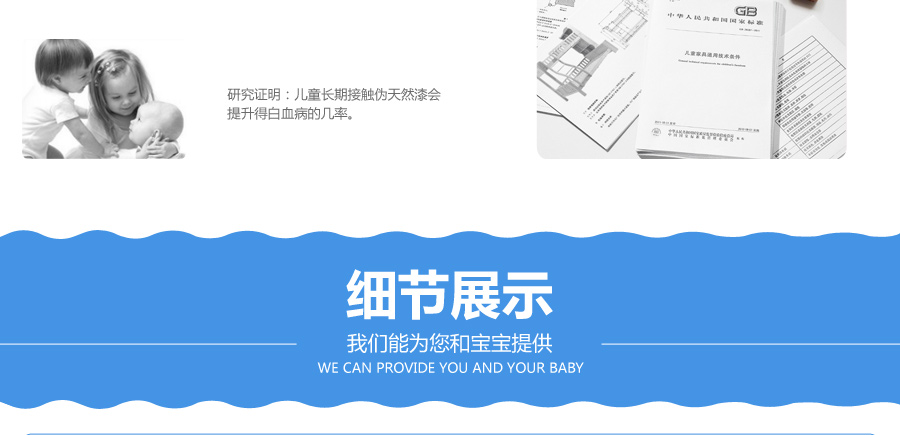 GB
中华人民共和国国家标准
儿童家具通用技术条件
研究证明：儿童长期接触伪天然漆会
提升得白血病的几率。
细节展示
我们能为您和宝宝提供
WE CAN PROVIDE YOU AND YOUR BABY